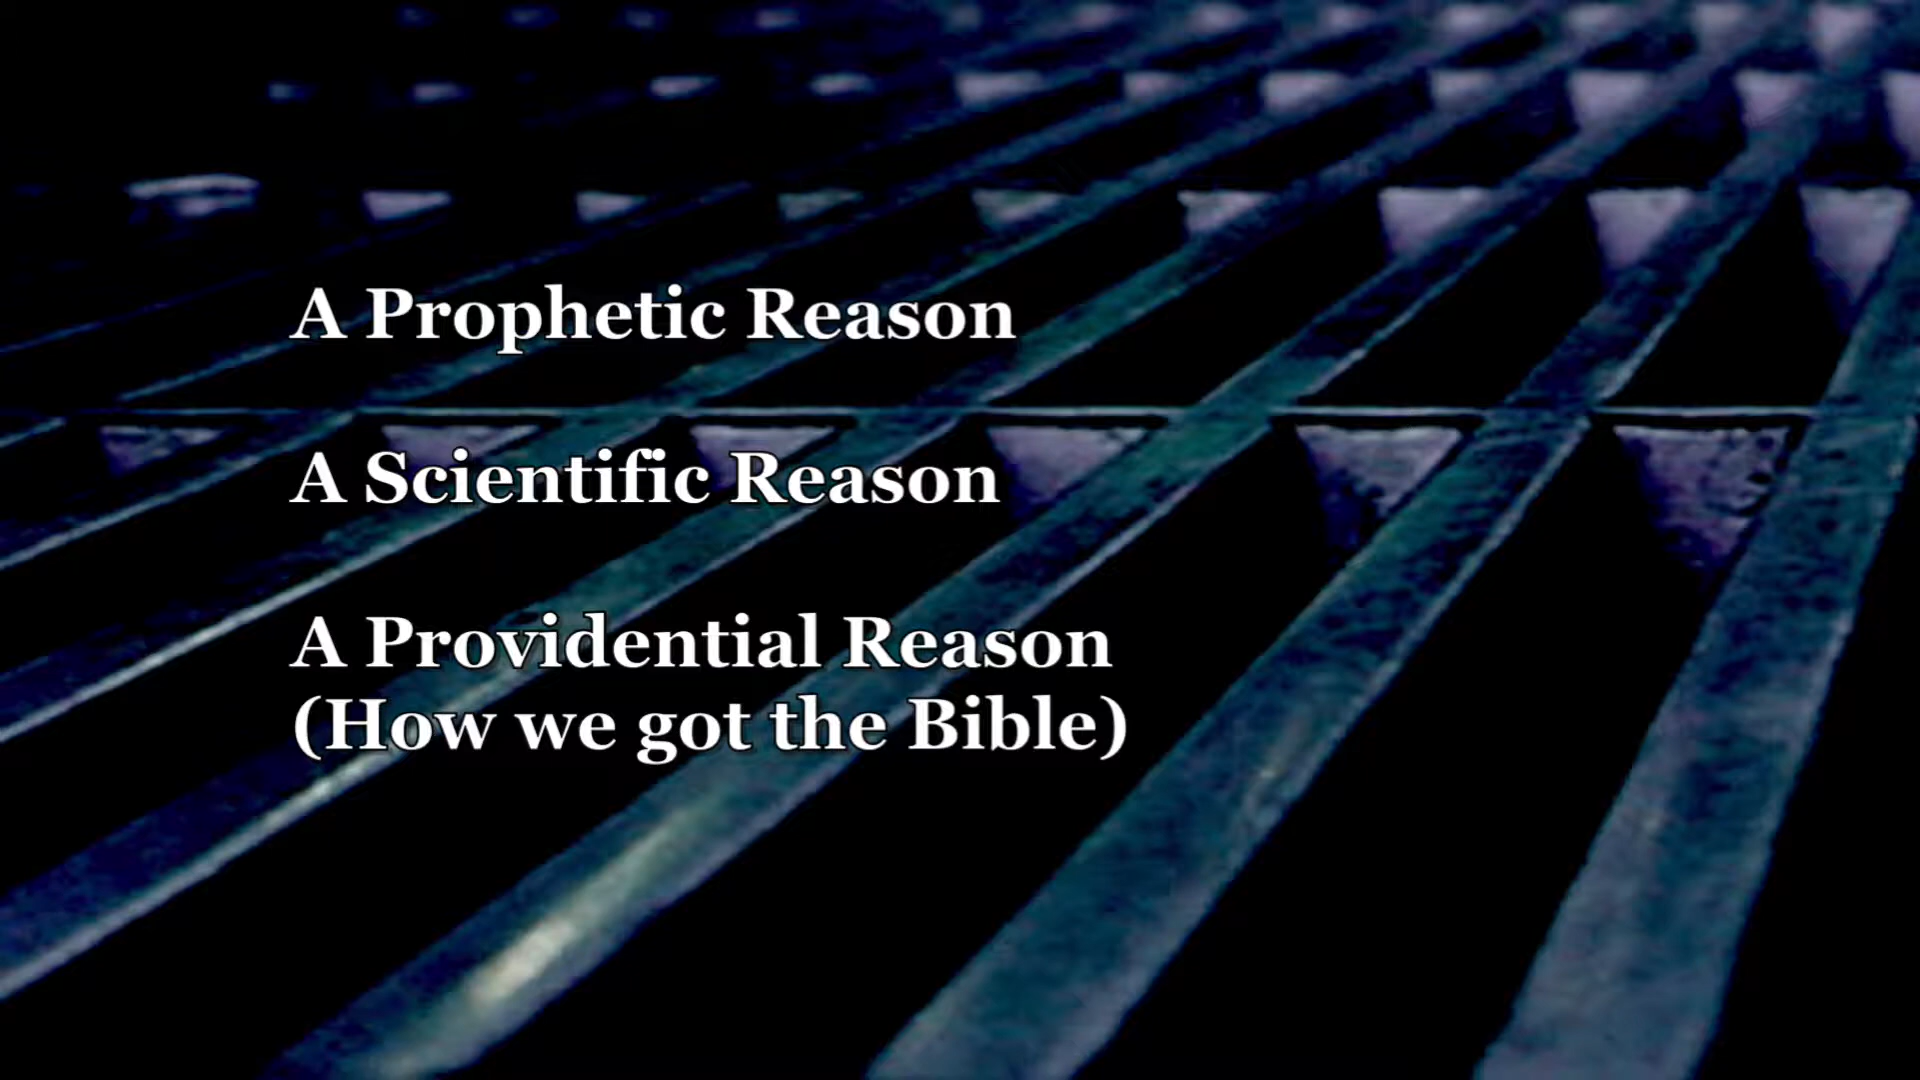 A Prophetic Reason
A Scientific Reason
A Providential Reason
(How we got the Bible)